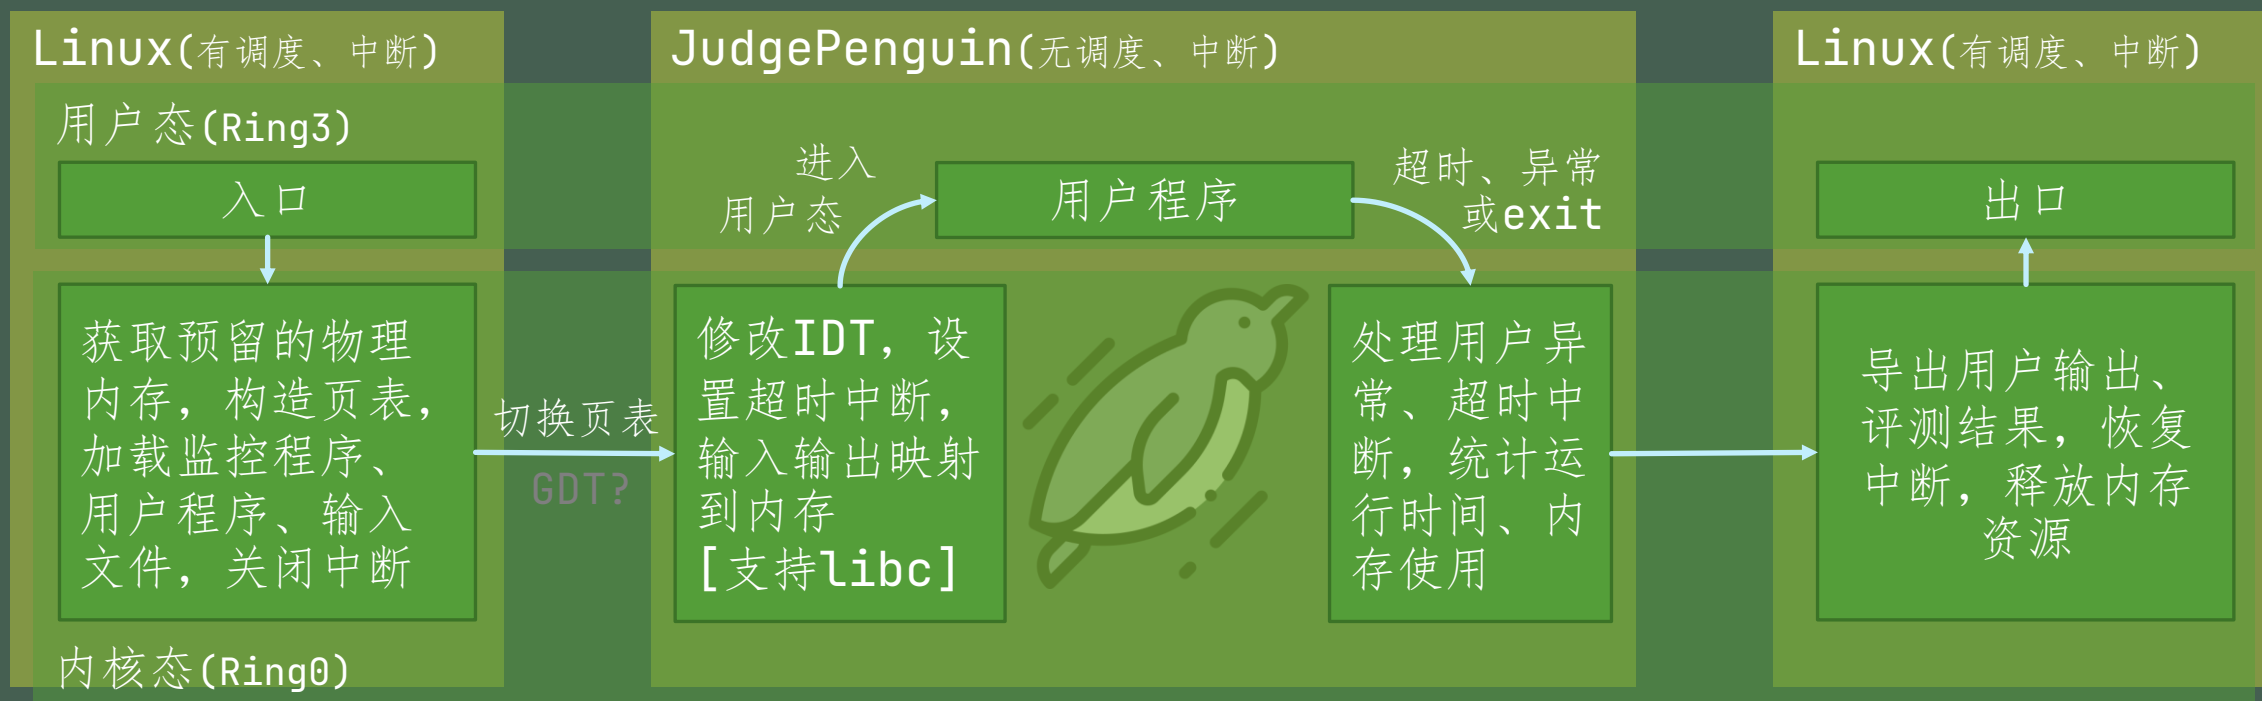 Linux(有调度、中断)
用户态(Ring3)
入口
获取预留的物理
内存，构造页表，
加载监控程序、
用户程序、输入
文件，关闭中断
内核态(Ring0)
切换页表
GDT?
JudgePenguin(无调度、中断)
进入
用户态
用户程序
超时、异常
或exit
修改IDT，设
置超时中断，
输入输出映射
到内存
[支持libc]
处理用户异
常、超时中
断，统计运
行时间、内
存使用
Linux(有调度、中断)
出口
导出用户输出、
评测结果，恢复
中断，释放内存
资源